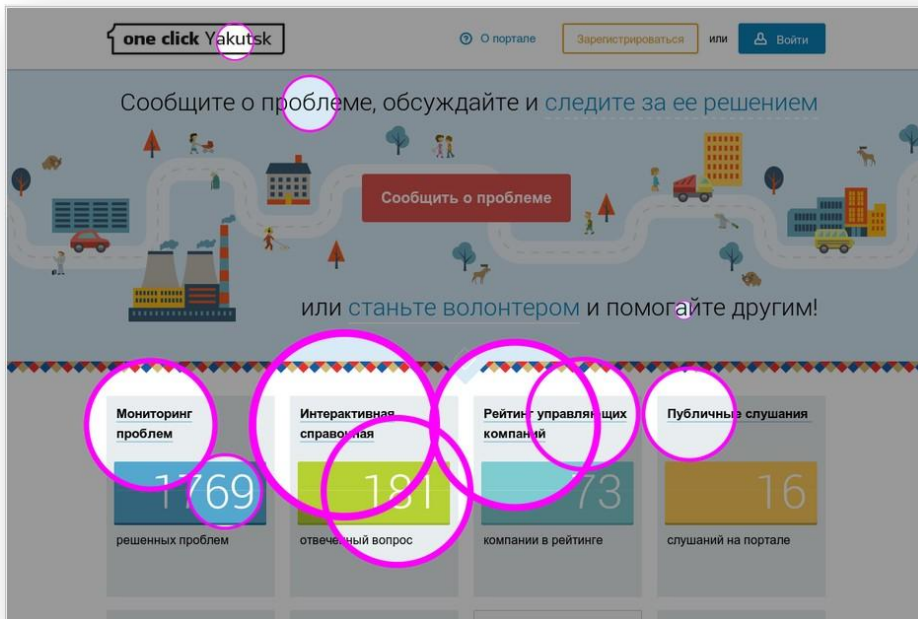 one click Yakutsk
О портале
Зарегистрироваться
или
Войти
Сообщите о проблеме, обсуждайте и следите за ее решением
Сообщить о проблеме
или станьте волонтером и помогайте другим!
Мониторинг
проблем
1769
решенных проблем
Интерактивная
справочная
181
отвеченный вопрос
Рейтинг управляющих
компаний
73
компании в рейтинге
Публичные слушания
16
слушаний на портале